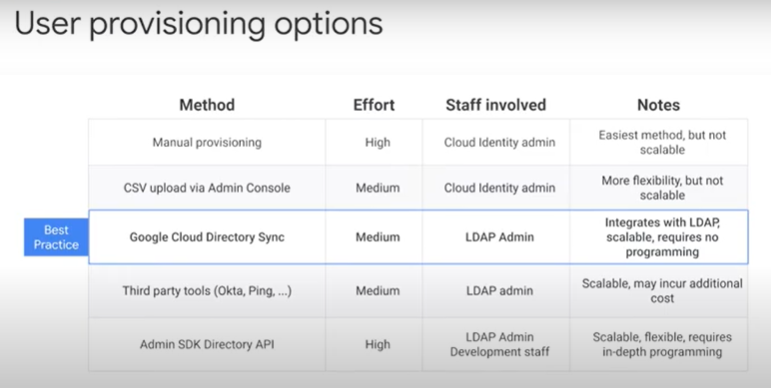 User provisioning options
Method Effort Staff involved Notes
Manual provisioning High Cloud Identity admin Easiest method, but not
scalable
CSV upload via Admin Console Medium Cloud Identity admin More flexibility, but not
scalable
Best
Practice
Google Cloud Directory Sync Medium LDAP Admin Integrates with LDAP,
scalable, requires no
programming
Third party tools (Okta, Ping, ...) Medium LDAP admin Scalable, may incur additional
cost
Admin SDK Directory API High LDAP Admin
Development staff Scalable, flexible, requires
in-depth programming